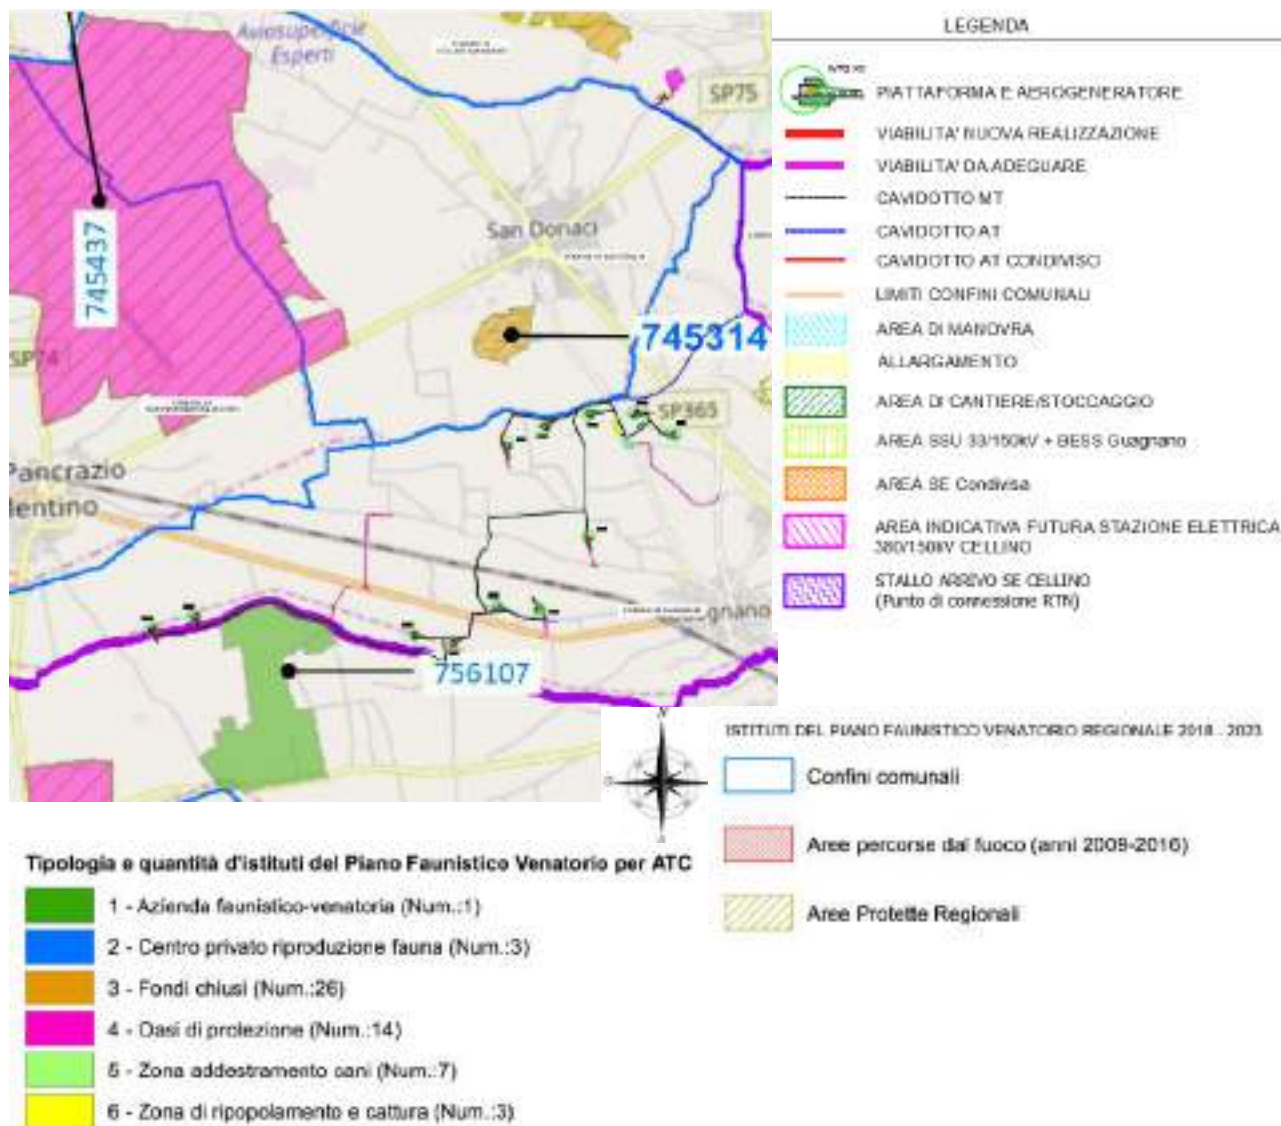 Aviosuperficie
Esperti
SP75
745437
San Donaci
745314
SP74
SP365
Pancrazio
lentino
gnano
756107
LEGENDA
PIATTAFORMA E AEROGENERATORE
VIABILITA' NUOVA REALIZZAZIONE
VIABILITA' DA ADEGUARE
CAVIDOTTO MT
CAVIDOTTO AT
CAVIDOTTO AT CONDIVISO
LIMITI CONFINI COMUNALI
AREA DI MANOVRA
ALLARGAMENTO
AREA DI CANTIERE/STOCCAGGIO
AREA SSU 33/150kV + BESS Guagnano
AREA SE Condivisa
AREA INDICATIVA FUTURA STAZIONE ELETTRICA
380/150kV CELLINO
STALLO ARRIVO SE CELLINO
(Punto di connessione RTN)
N
ISTITUTI DEL PIANO FAUNISTICO VENATORIO REGIONALE 2018 - 2023
Confini comunali
Aree percorse dal fuoco (anni 2009-2016)
Aree Protette Regionali
Tipologia e quantità d'istituti del Piano Faunistico Venatorio per ATC
1 - Azienda faunistico-venatoria (Num.:1)
2 - Centro privato riproduzione fauna (Num.:3)
3 - Fondi chiusi (Num.:26)
4 - Oasi di protezione (Num.:14)
5 - Zona addestramento cani (Num.:7)
6 - Zona di ripopolamento e cattura (Num.:3)